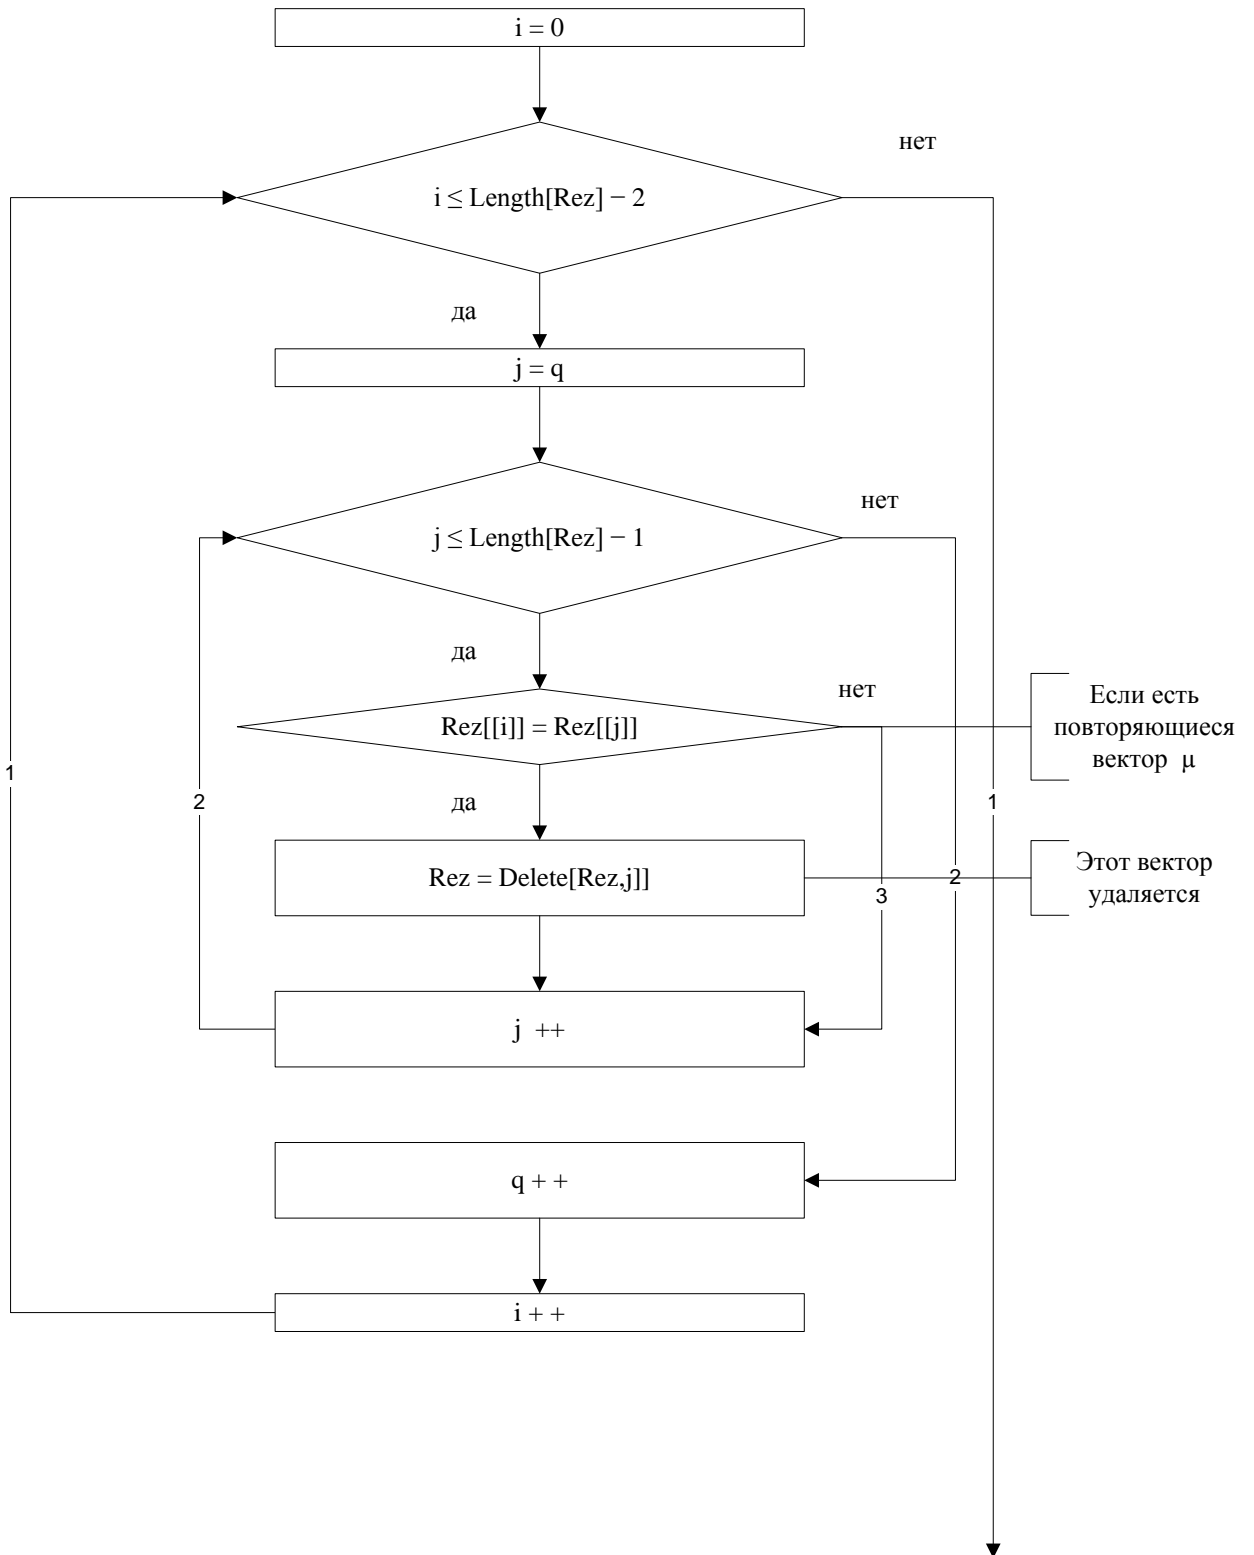 i = 0
нет
i ≤ Length[Rez] − 2
да
j = q
нет
j ≤ Length[Rez] − 1
да
нет
Rez[[i]] = Rez[[j]]
Если есть
повторяющиеся
вектор μ
1
2
1
да
Rez = Delete[Rez,j]]
3
2
Этот вектор
удаляется
j ++
q + +
i + +